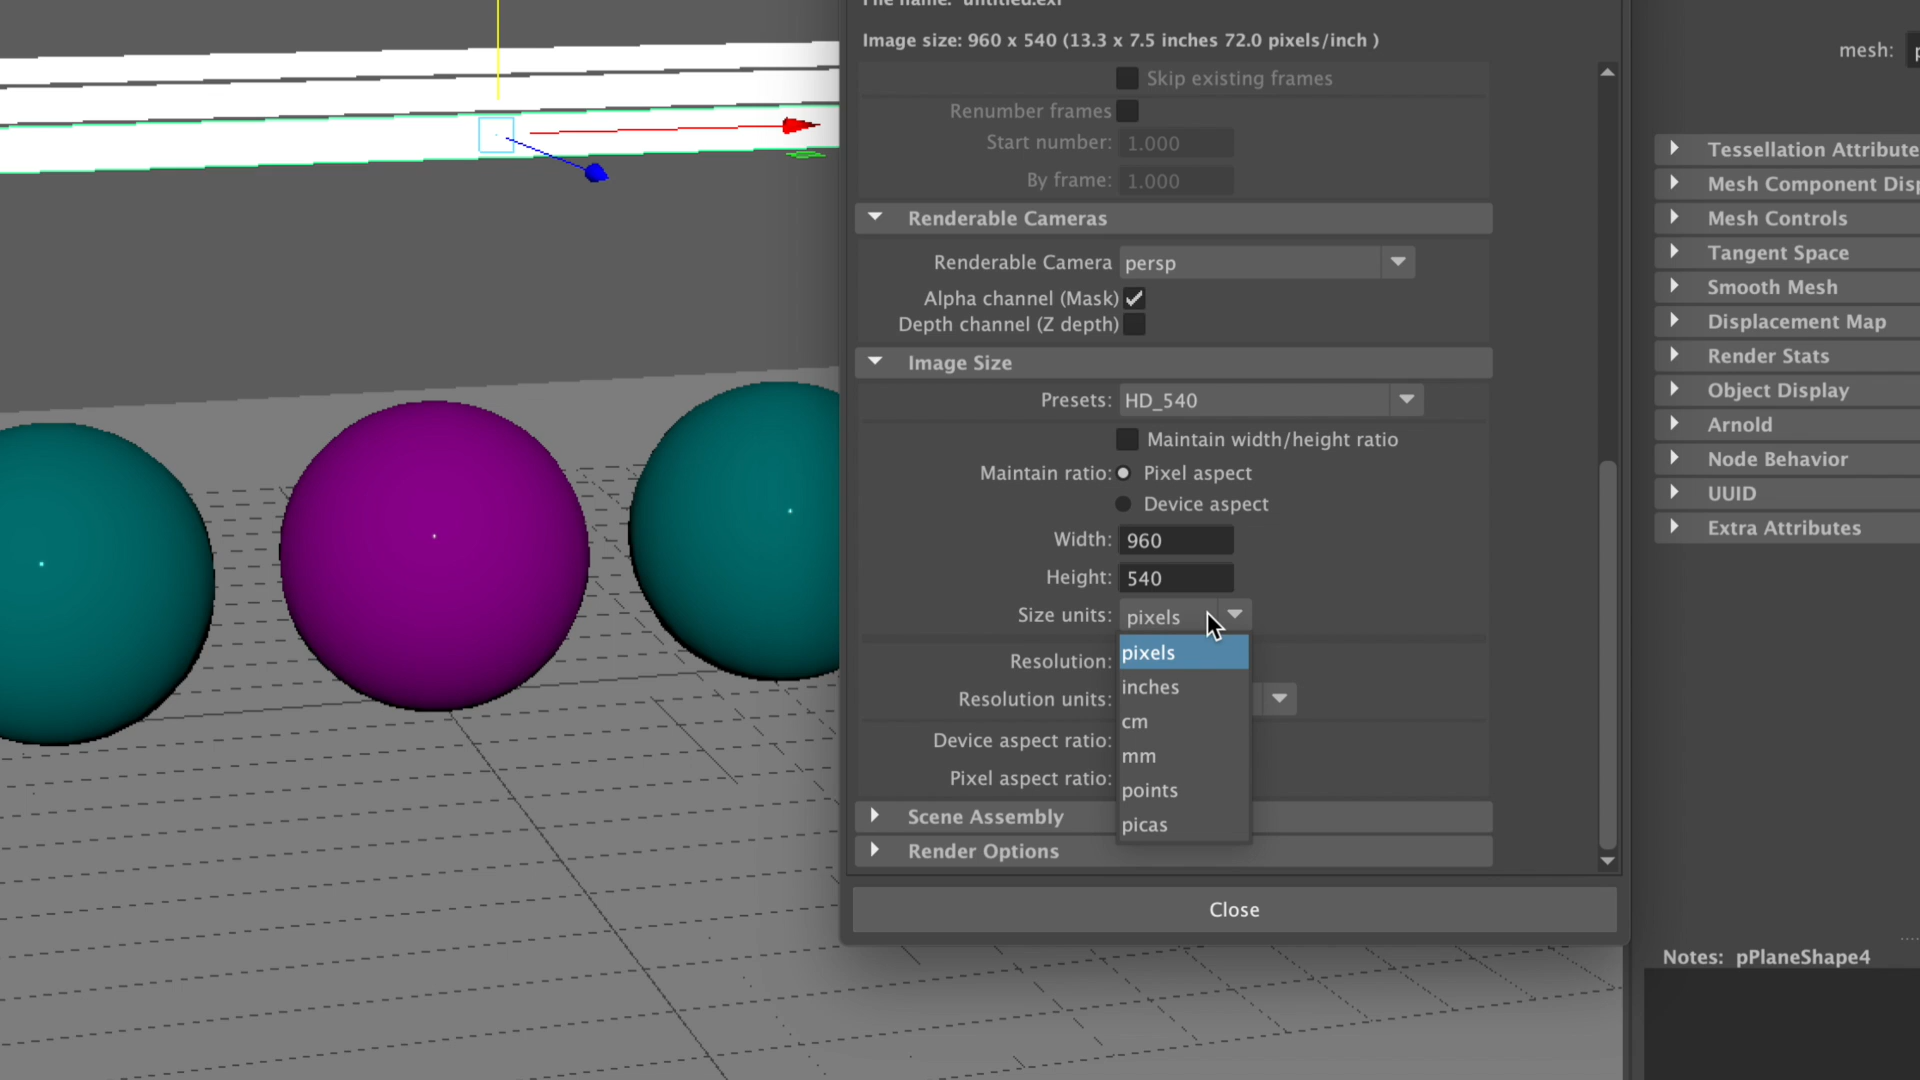 File name: untitled.exr
Image size: 960 x 540 (13.3 x 7.5 inches 72.0 pixels/inch )
Skip existing frames
Renumber frames
Start number: 1.000
By frame: 1.000
Renderable Cameras
Renderable Camera persp
Alpha channel (Mask)
Depth channel (Z depth)
Image Size
Presets: HD_540
Maintain width/height ratio
Maintain ratio: Pixel aspect
Device aspect
Width: 960
Height: 540
Size units: pixels
pixels
inches
cm
mm
points
picas
Resolution:
Resolution units:
Device aspect ratio:
Pixel aspect ratio:
Scene Assembly
Render Options
Close
mesh:
Tessellation Attribute
Mesh Component Disp
Mesh Controls
Tangent Space
Smooth Mesh
Displacement Map
Render Stats
Object Display
Arnold
Node Behavior
UUID
Extra Attributes
Notes: pPlaneShape4